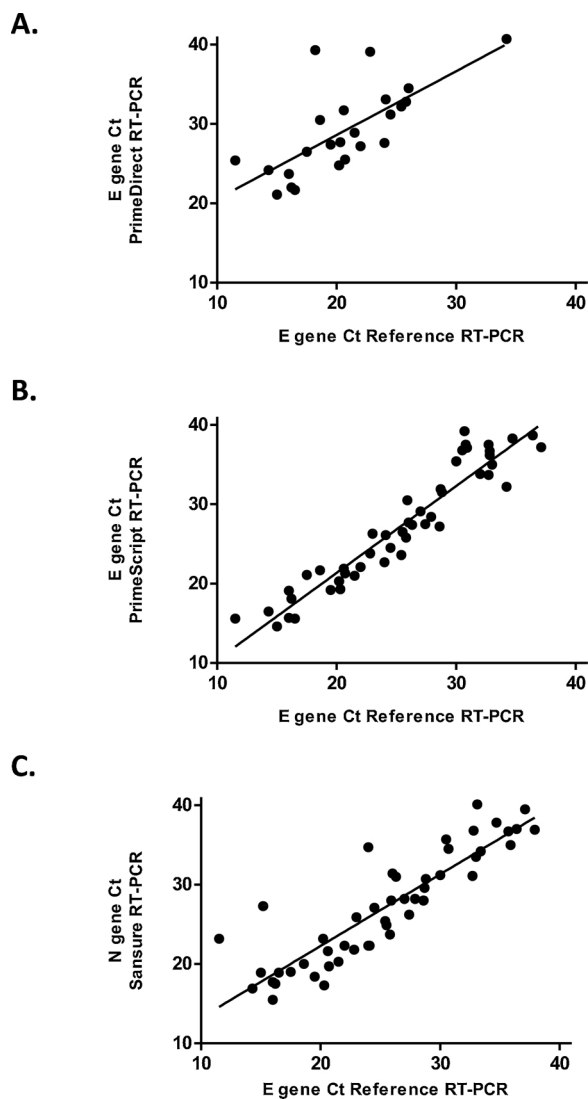 A.
40
30
20
10
E gene Ct
PrimeDirect RT-PCR
10 20 30 40
E gene Ct Reference RT-PCR
B.
40
30
20
10
E gene Ct
PrimeScript RT-PCR
10 20 30 40
E gene Ct Reference RT-PCR
C.
40
30
20
10
N gene Ct
Sansure RT-PCR
10 20 30 40
E gene Ct Reference RT-PCR